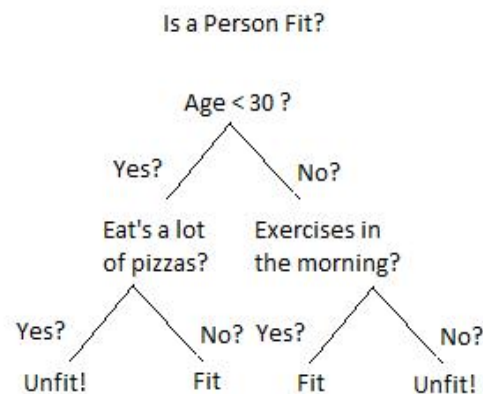 Is a Person Fit?
Age < 30 ?
Yes?
No?
Eat's a lot
of pizzas?
Exercises in
the morning?
Yes?
No?
Yes?
No?
Unfit!
Fit
Fit
Unfit!